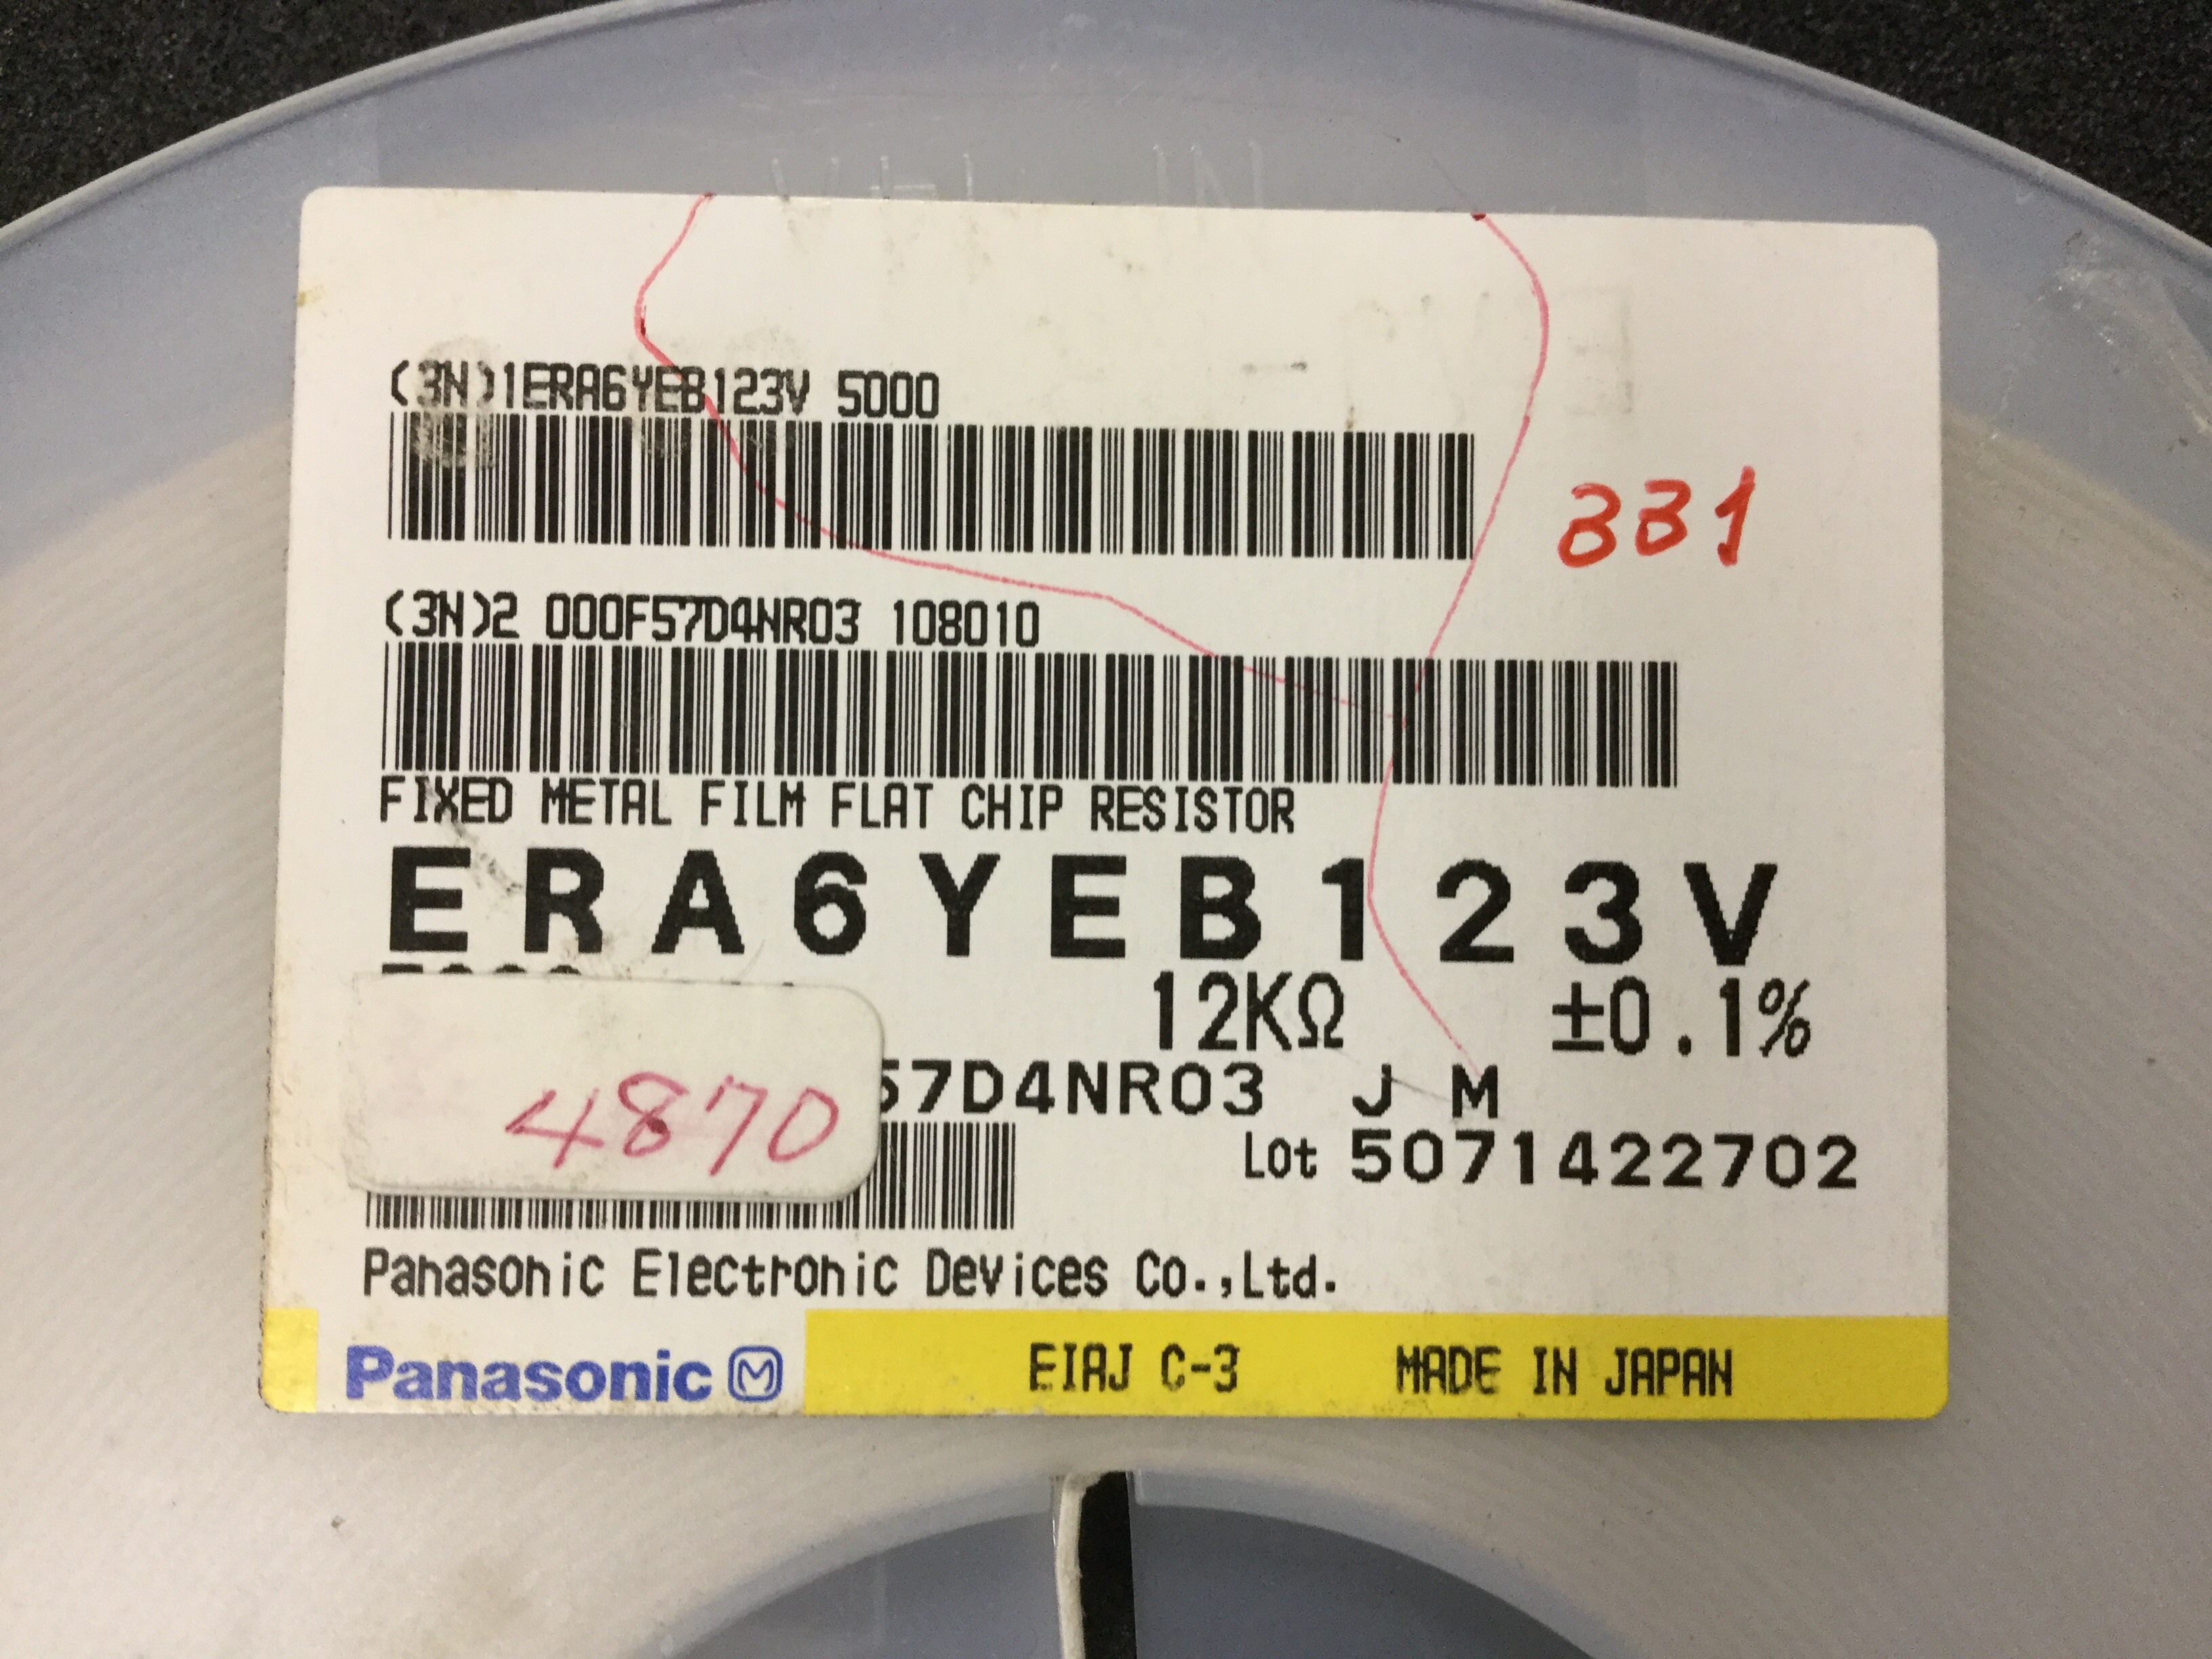 (3N)1ERA6YEB123V 5000
331
(3N)2 000F57D4NR03 108010
FIXED METAL FILM FLAT CHIP RESISTOR
ERA6YEB123V
12KΩ ±0.1%
4870
57D4NR03 J M
Lot 5071422702
Panasonic Electronic Devices Co.,Ltd.
Panasonic M EIAJ C-3 MADE IN JAPAN